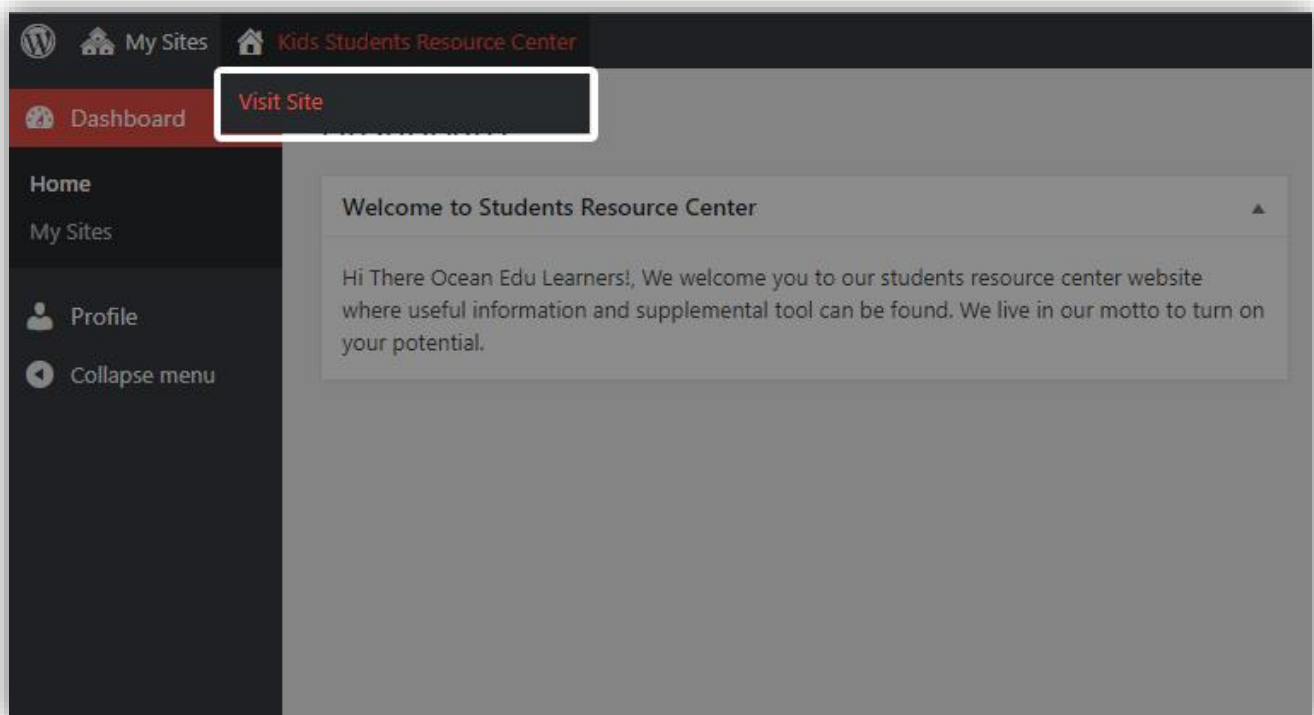 My Sites
Kids Students Resource Center
Visit Site
Dashboard
Home
My Sites
Profile
Collapse menu
Welcome to Students Resource Center
Hi There Ocean Edu Learners!, We welcome you to our students resource center website
where useful information and supplemental tool can be found. We live in our motto to turn on
your potential.